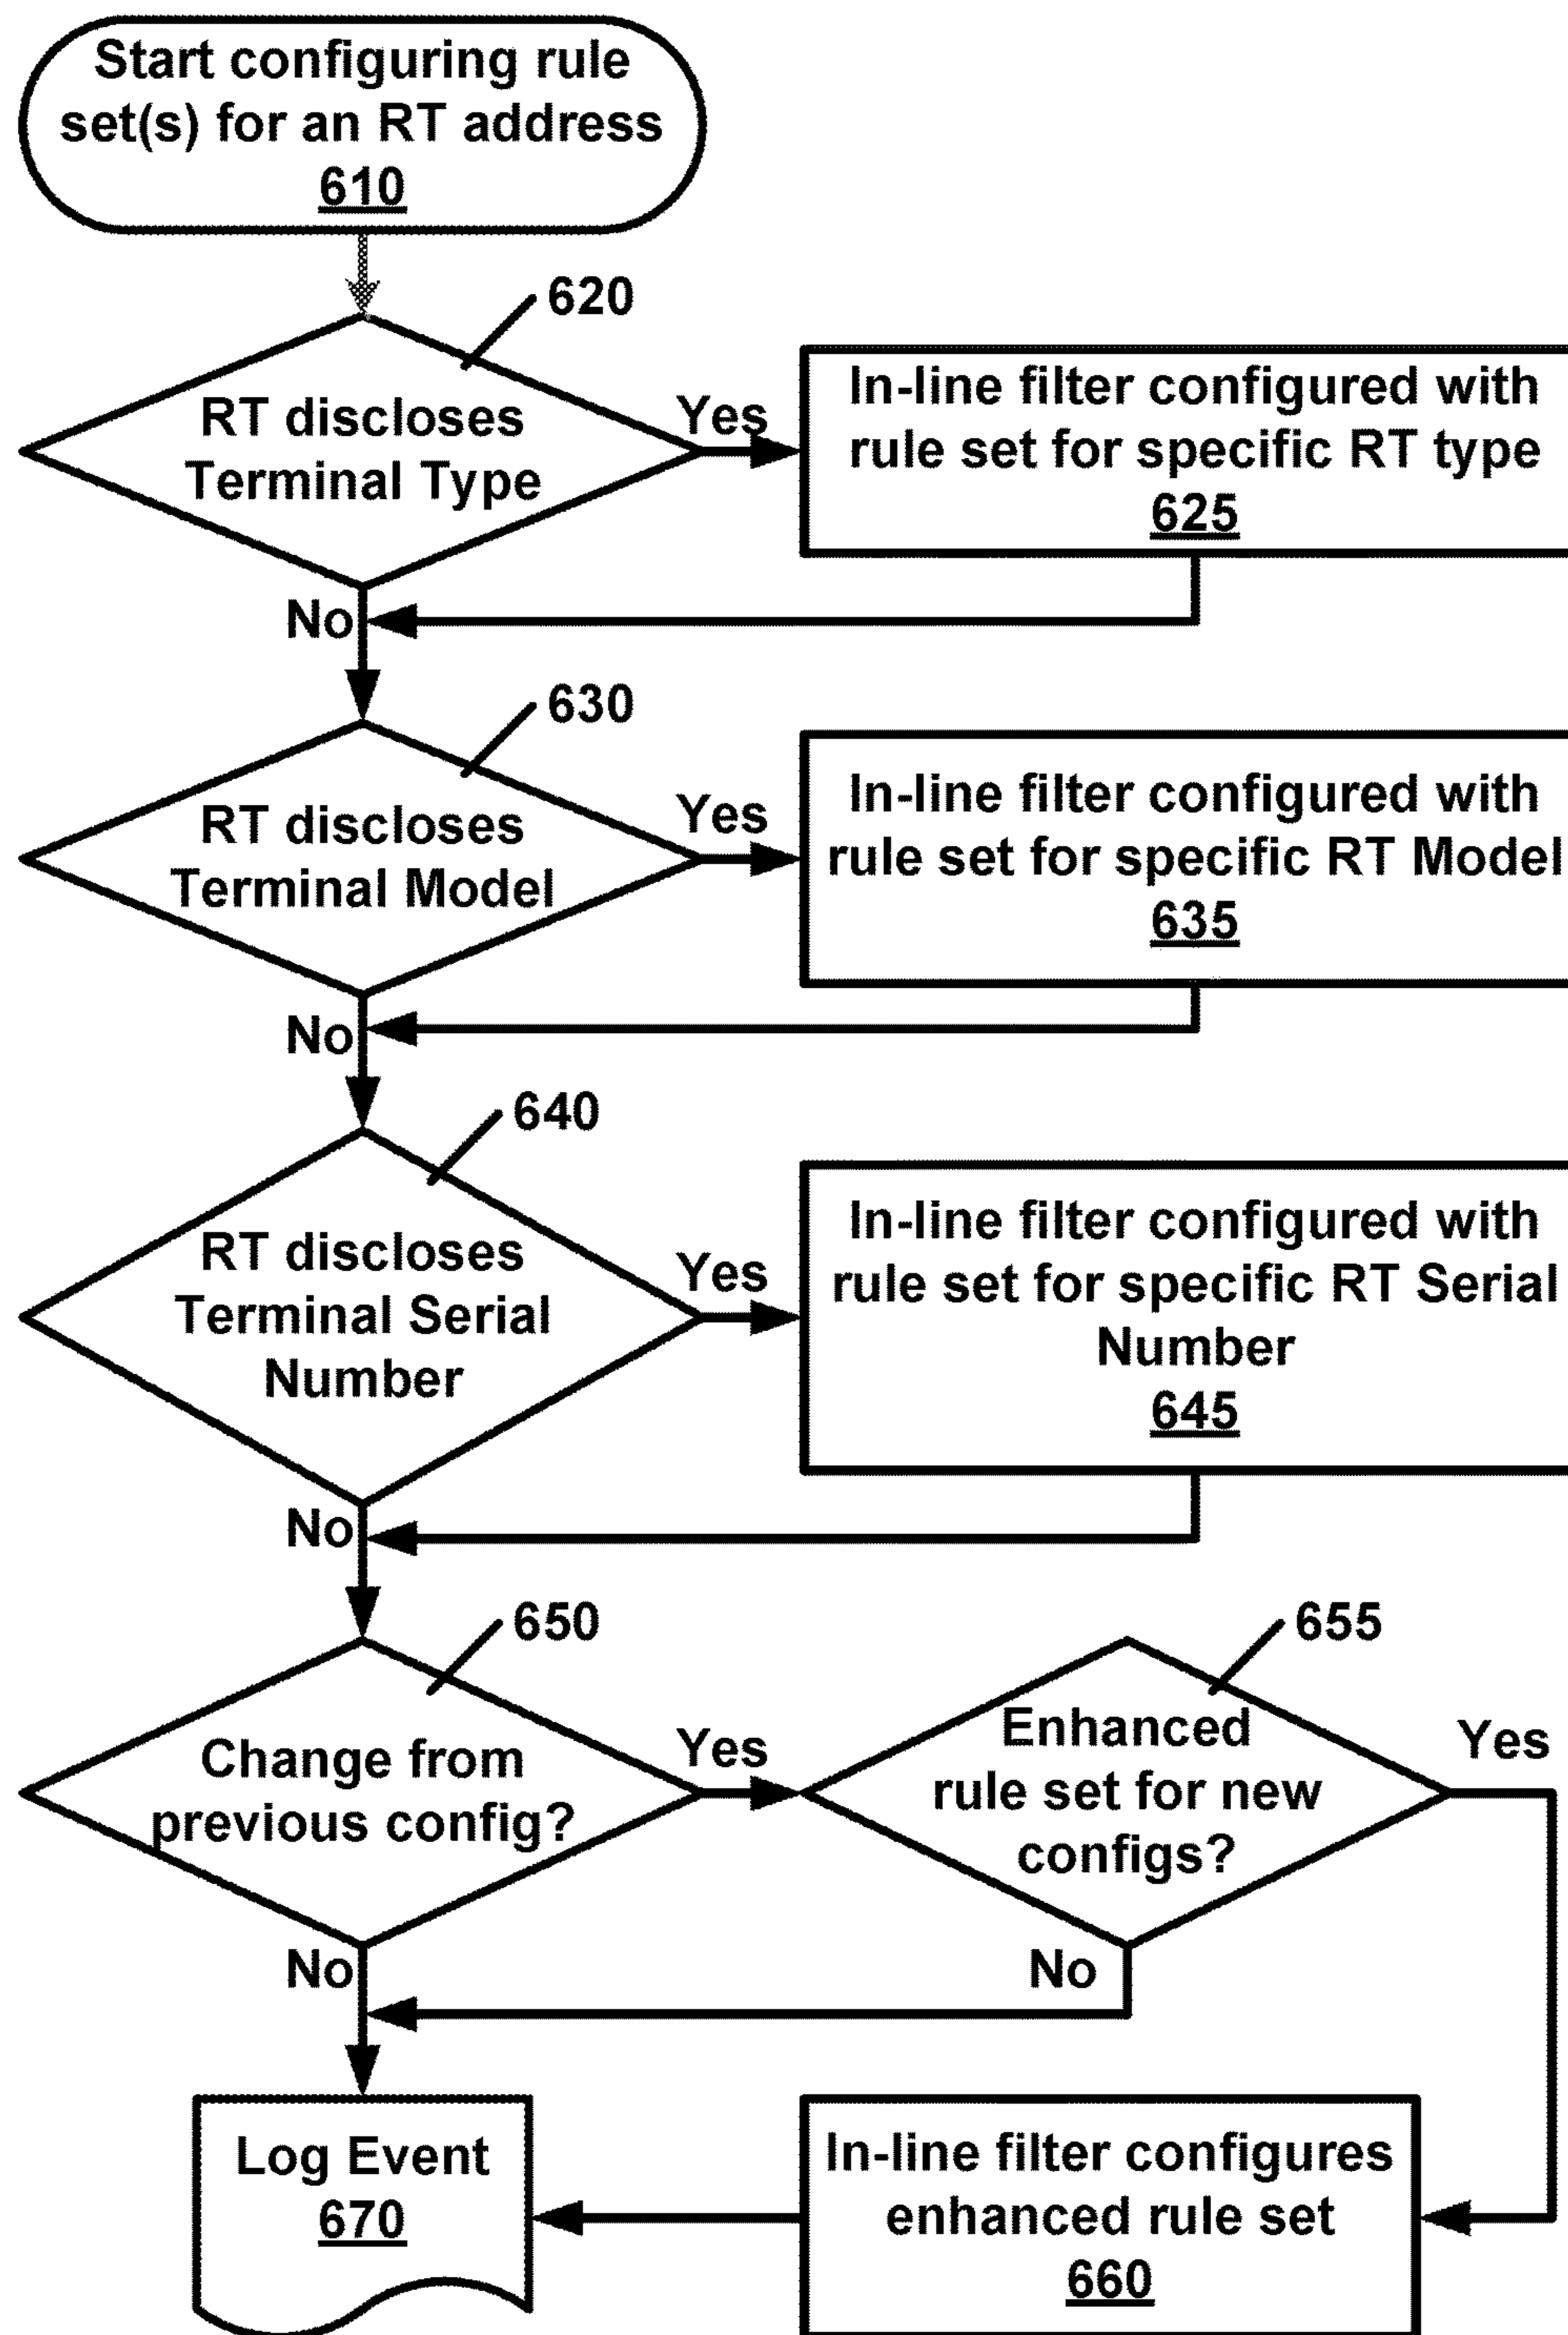 Start configuring rule
set(s) for an RT address
610
620
RT discloses
Terminal Type
Yes
In-line filter configured with
rule set for specific RT type
625
No
630
RT discloses
Terminal Model
Yes
In-line filter configured with
rule set for specific RT Model
635
No
640
RT discloses
Terminal Serial
Number
Yes
In-line filter configured with
rule set for specific RT Serial
Number
645
No
650
Change from
previous config?
Yes
655
Enhanced
rule set for new
configs?
Yes
No
No
Log Event
670
In-line filter configures
enhanced rule set
660